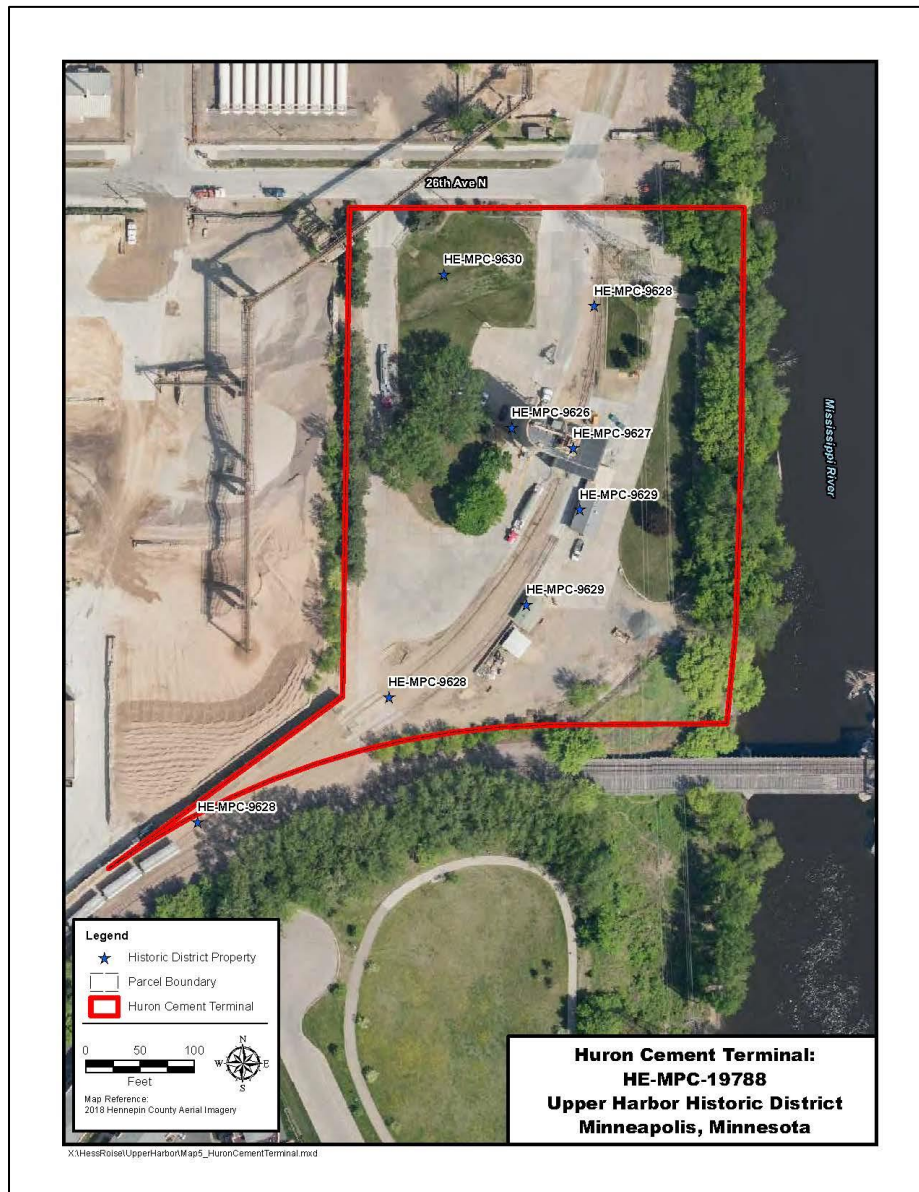 26th Ave N
HE-MPC-9630
HE-MPC-9628
HE-MPC-9626
HE-MPC-9627
Mississippi River
HE-MPC-9629
HE-MPC-9629
HE-MPC-9628
HE-MPC-9628
Legend
Historic District Property
Parcel Boundary
Huron Cement Terminal
0 50 100
Feet
N
W E
S
Map Reference:
2018 Hennepin County Aerial Imagery
Huron Cement Terminal:
HE-MPC-19788
Upper Harbor Historic District
Minneapolis, Minnesota
X:\HessRoise\UpperHarbor\Map5_HuronCementTerminal.mxd